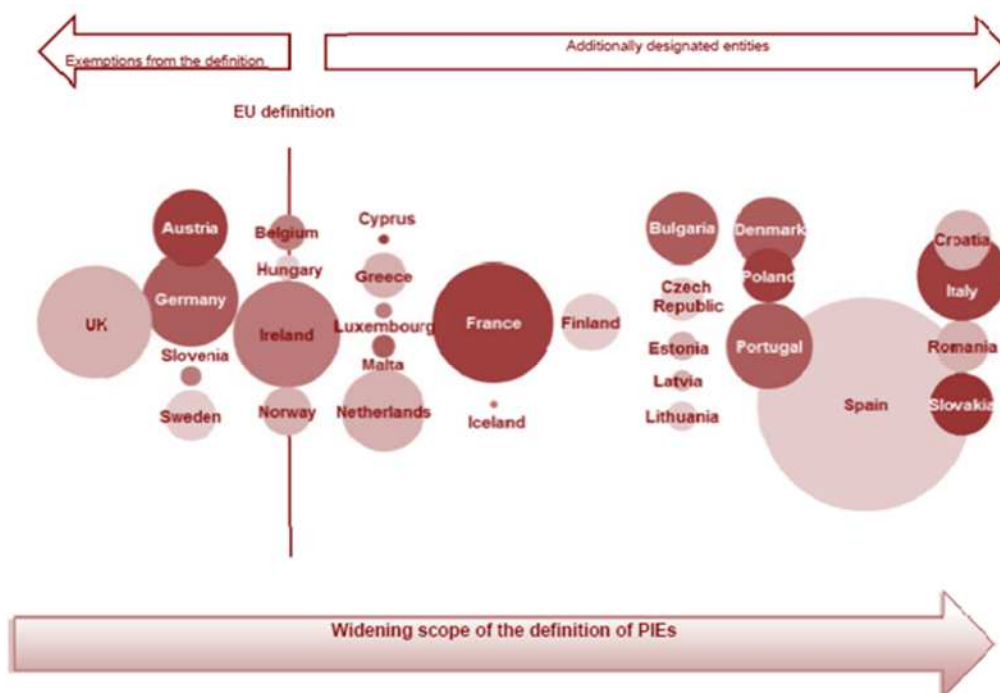 Additionally designated entities
Exemptions from the definition
EU definition
Austria
Belgium
Cyprus
Bulgaria
Denmark
Croatia
Hungary
Greece
Poland
Germany
Czech
Republic
Italy
UK
Ireland
Luxembourg
France
Finland
Slovenia
Malta
Estonia
Portugal
Romania
Latvia
Sweden
Norway
Netherlands
Iceland
Lithuania
Spain
Slovakia
Widening scope of the definition of PIEs